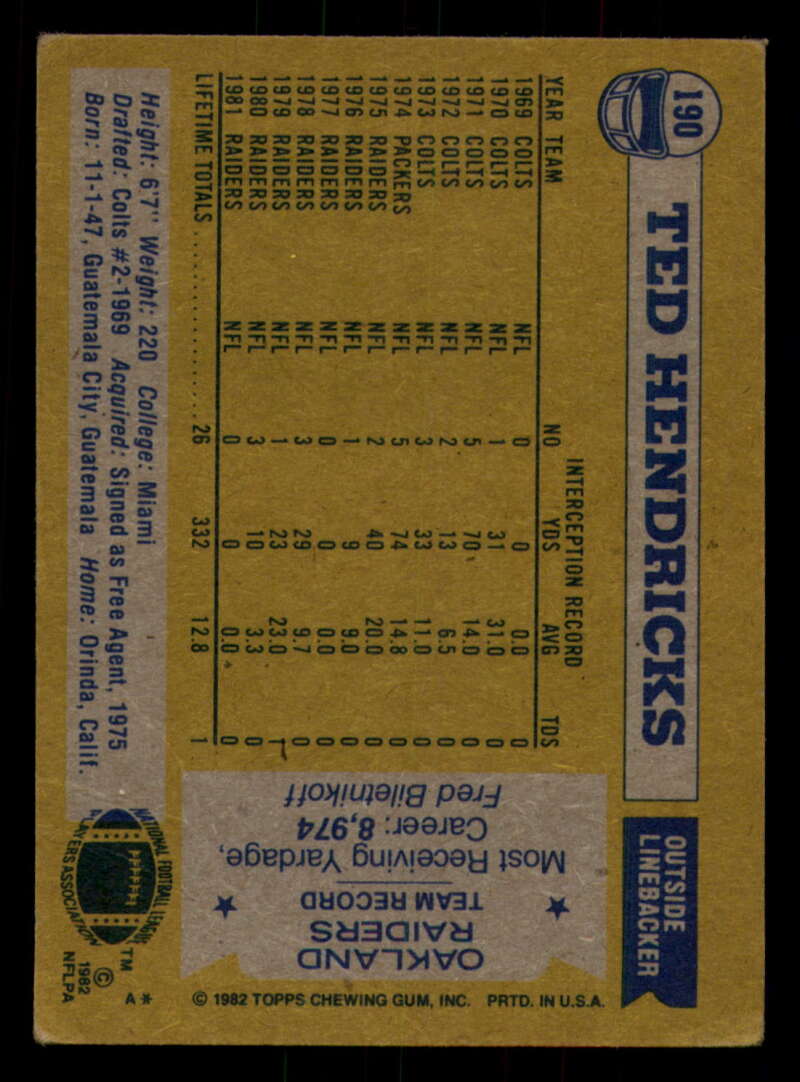 190
TED HENDRICKS
OUTSIDE
LINEBACKER
INTERCEPTION RECORD
YEAR TEAM NO YDS AVG TDS
1969 COLTS NFL 0 0 0.0 0
1970 COLTS NFL 1 31 31.0 0
1971 COLTS NFL 5 70 14.0 0
1972 COLTS NFL 2 13 6.5 0
1973 COLTS NFL 3 33 11.0 0
1974 PACKERS NFL 5 74 14.8 0
1975 RAIDERS NFL 2 40 20.0 0
1976 RAIDERS NFL 1 9 9.0 0
1977 RAIDERS NFL 0 0 0.0 0
1978 RAIDERS NFL 3 29 9.7 0
1979 RAIDERS NFL 1 23 23.0 1
1980 RAIDERS NFL 3 10 3.3 0
1981 RAIDERS NFL 0 0 0.0 0
LIFETIME TOTALS 26 332 12.8 1
Height: 6'7" Weight: 220 College: Miami
Drafted: Colts #2-1969 Acquired: Signed as Free Agent, 1975
Born: 11-1-47, Guatemala City, Guatemala Home: Orinda, Calif.
OAKLAND
RAIDERS
TEAM RECORD
Most Receiving Yardage,
Career: 8,974
Fred Biletnikoff
NATIONAL FOOTBALL LEAGUE
PLAYERS ASSOCIATION
TM
©
1982
NFLPA
A*
© 1982 TOPPS CHEWING GUM, INC. PRTD. IN U.S.A.